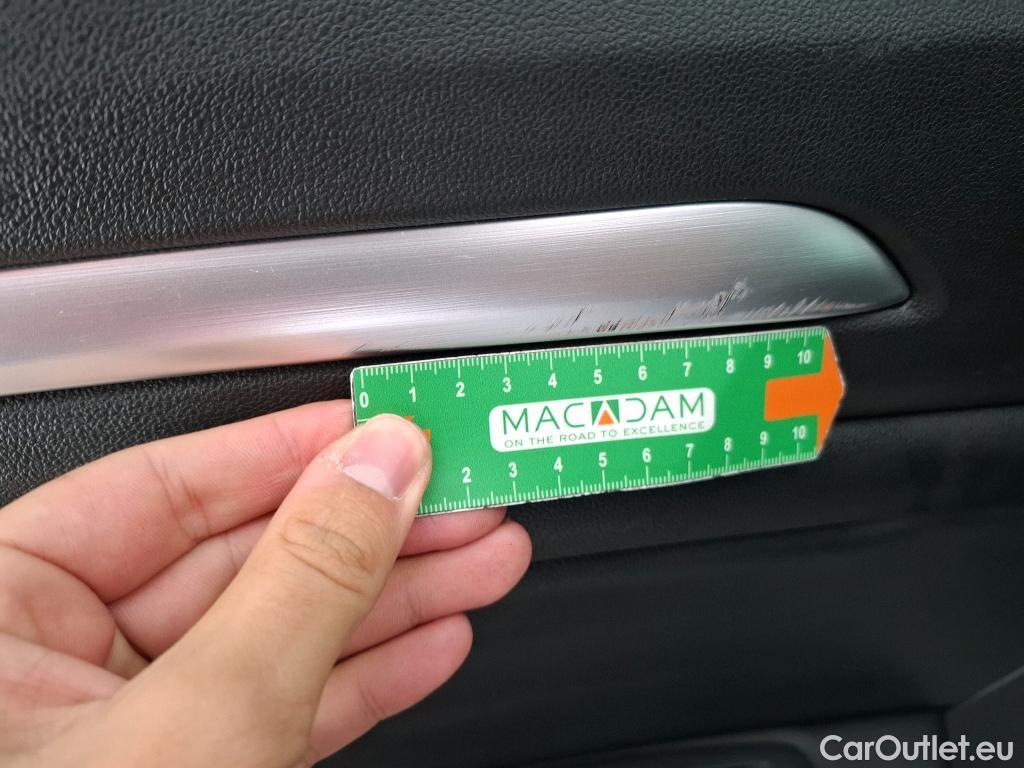 0 1 2 3 4 5 6 7 8 9 10
MACADAM
ON THE ROAD TO EXCELLENCE
2 3 4 5 6 7 8 9 10
CarOutlet.eu